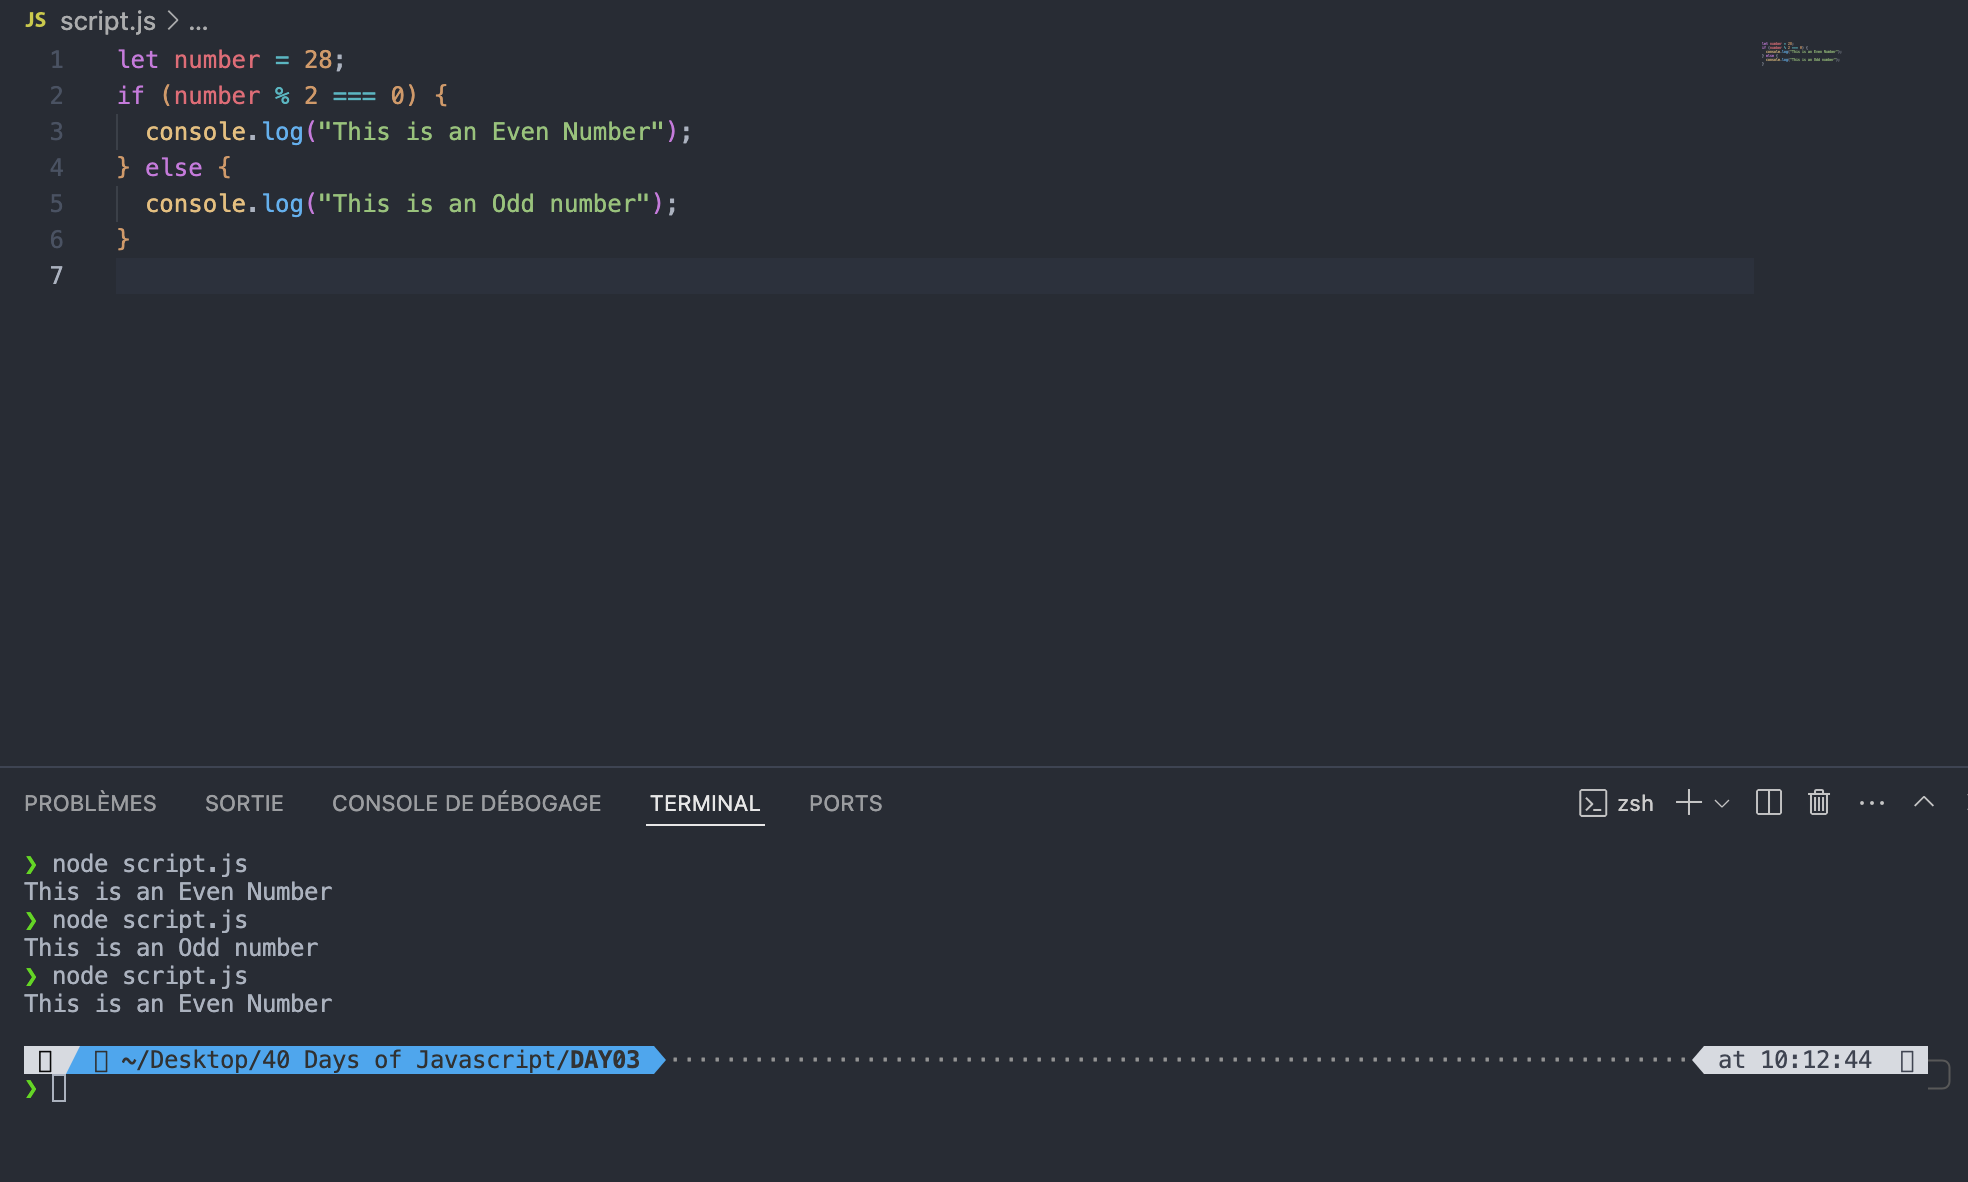 JS script.js > ...
1 let number = 28;
2 if (number % 2 === 0) {
3   console.log("This is an Even Number");
4 } else {
5   console.log("This is an Odd number");
6 }
7
PROBLÈMES SORTIE CONSOLE DE DÉBOGAGE TERMINAL PORTS zsh
❯ node script.js
This is an Even Number
❯ node script.js
This is an Odd number
❯ node script.js
This is an Even Number
~/Desktop/40 Days of Javascript/DAY03 at 10:12:44
❯